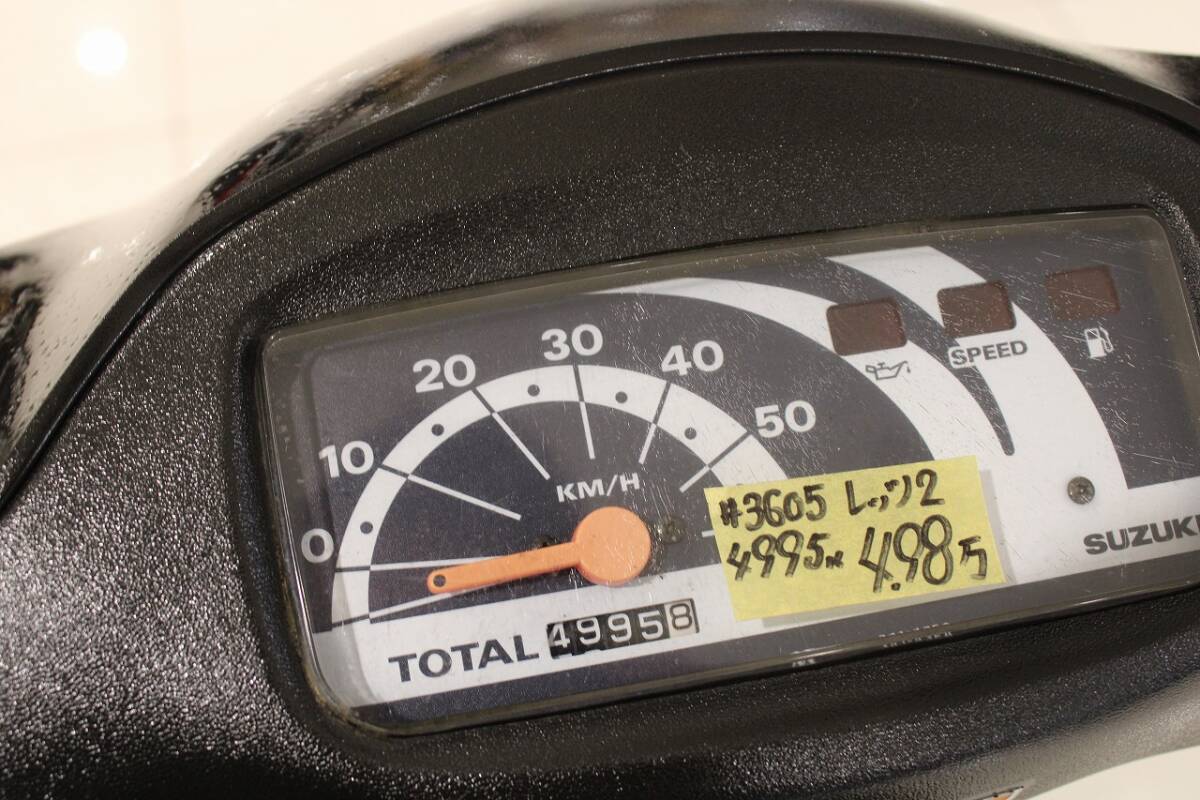 0
10
20
30
40
50
KM/H
SPEED
#3605 レッツ2
4995K 4.98万
SUZUKI
TOTAL 49958